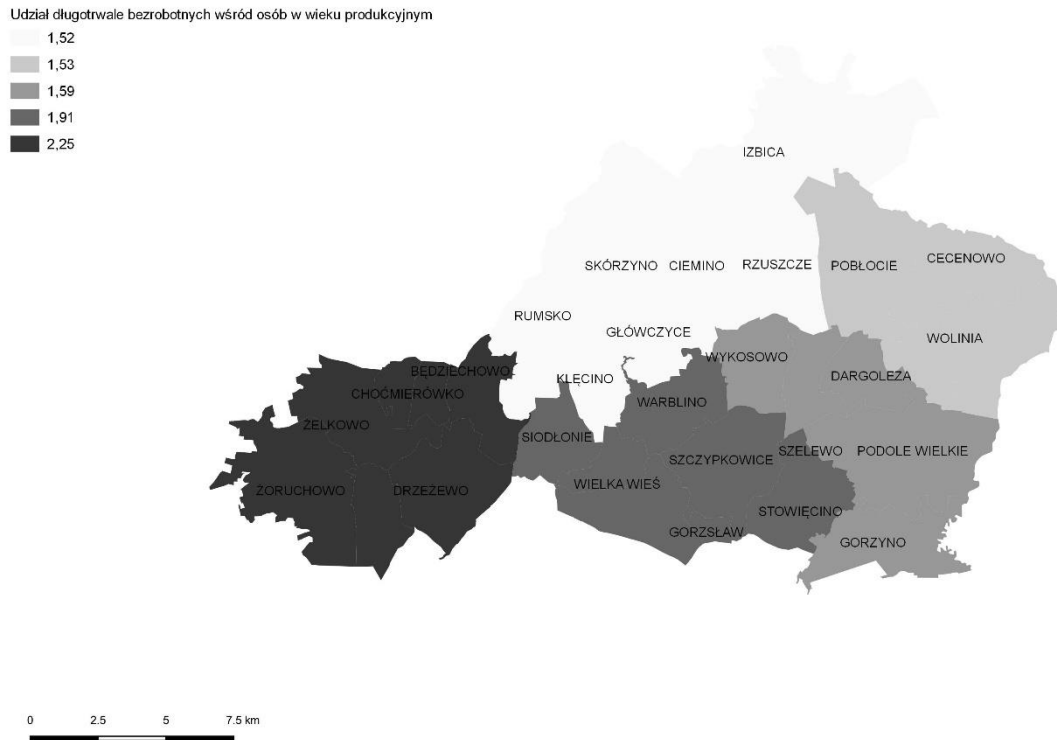 Udział długotrwale bezrobotnych wśród osób w wieku produkcyjnym
1,52
1,53
1,59
1,91
2,25
IZBICA
SKÓRZYNO CIEMINO RZUSZCZE POBŁOCIE CECENOWO
RUMSKO GŁÓWCZYCE WOLINIA
BĘDZIECHOWO KLĘCINO WYKOSOWO DARGOLEZA
CHOĆMIERÓWKO WARBLINO
ŻELKOWO SIODŁONIE SZCZYPKOWICE SZELEWO PODOLE WIELKIE
ŻORUCHOWO DRZEŻEWO WIELKA WIEŚ STOWIĘCINO
GORZSŁAW GORZYNO
0 2.5 5 7.5 km